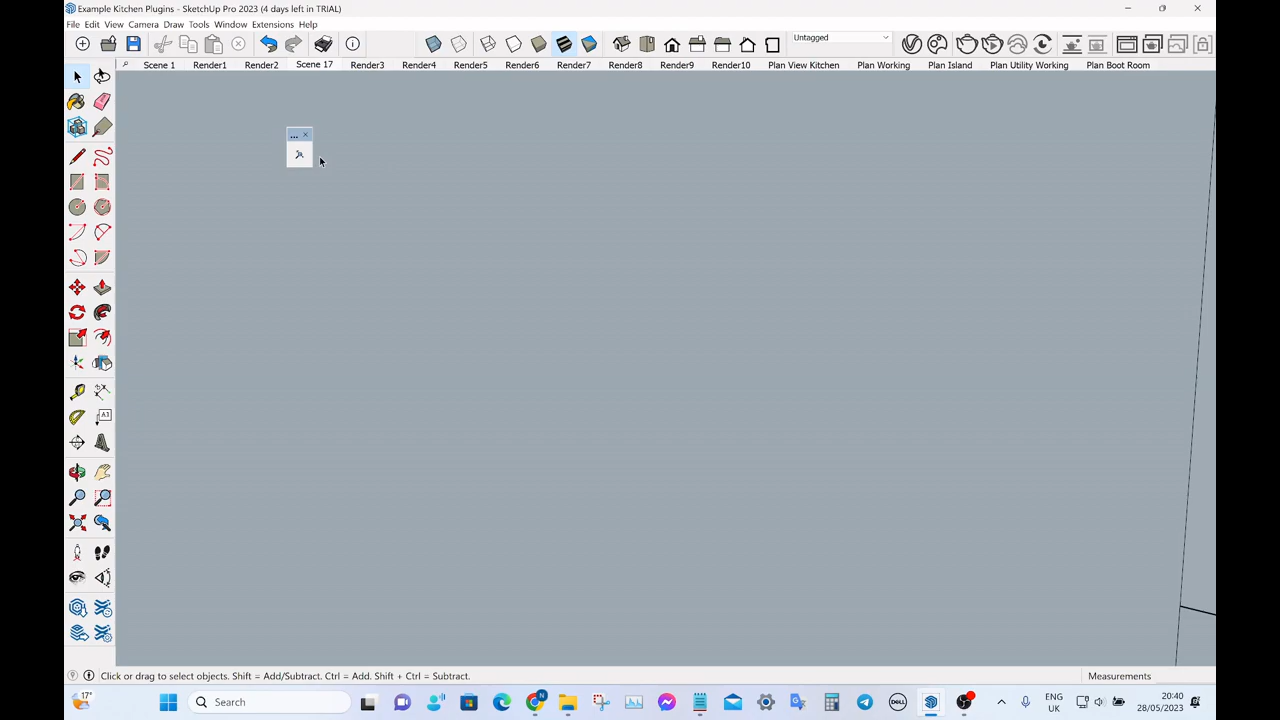 Example Kitchen Plugins - SketchUp Pro 2023 (4 days left in TRIAL)
File Edit View Camera Draw Tools Window Extensions Help
Untagged
Scene 1 Render1 Render2 Scene 17 Render3 Render4 Render5 Render6 Render7 Render8 Render9 Render10 Plan View Kitchen Plan Working Plan Island Plan Utility Working Plan Boot Room
...
A1
Click or drag to select objects. Shift = Add/Subtract. Ctrl = Add. Shift + Ctrl = Subtract.
Measurements
17°
Search
N
DELL
ENG
UK
20:40
28/05/2023